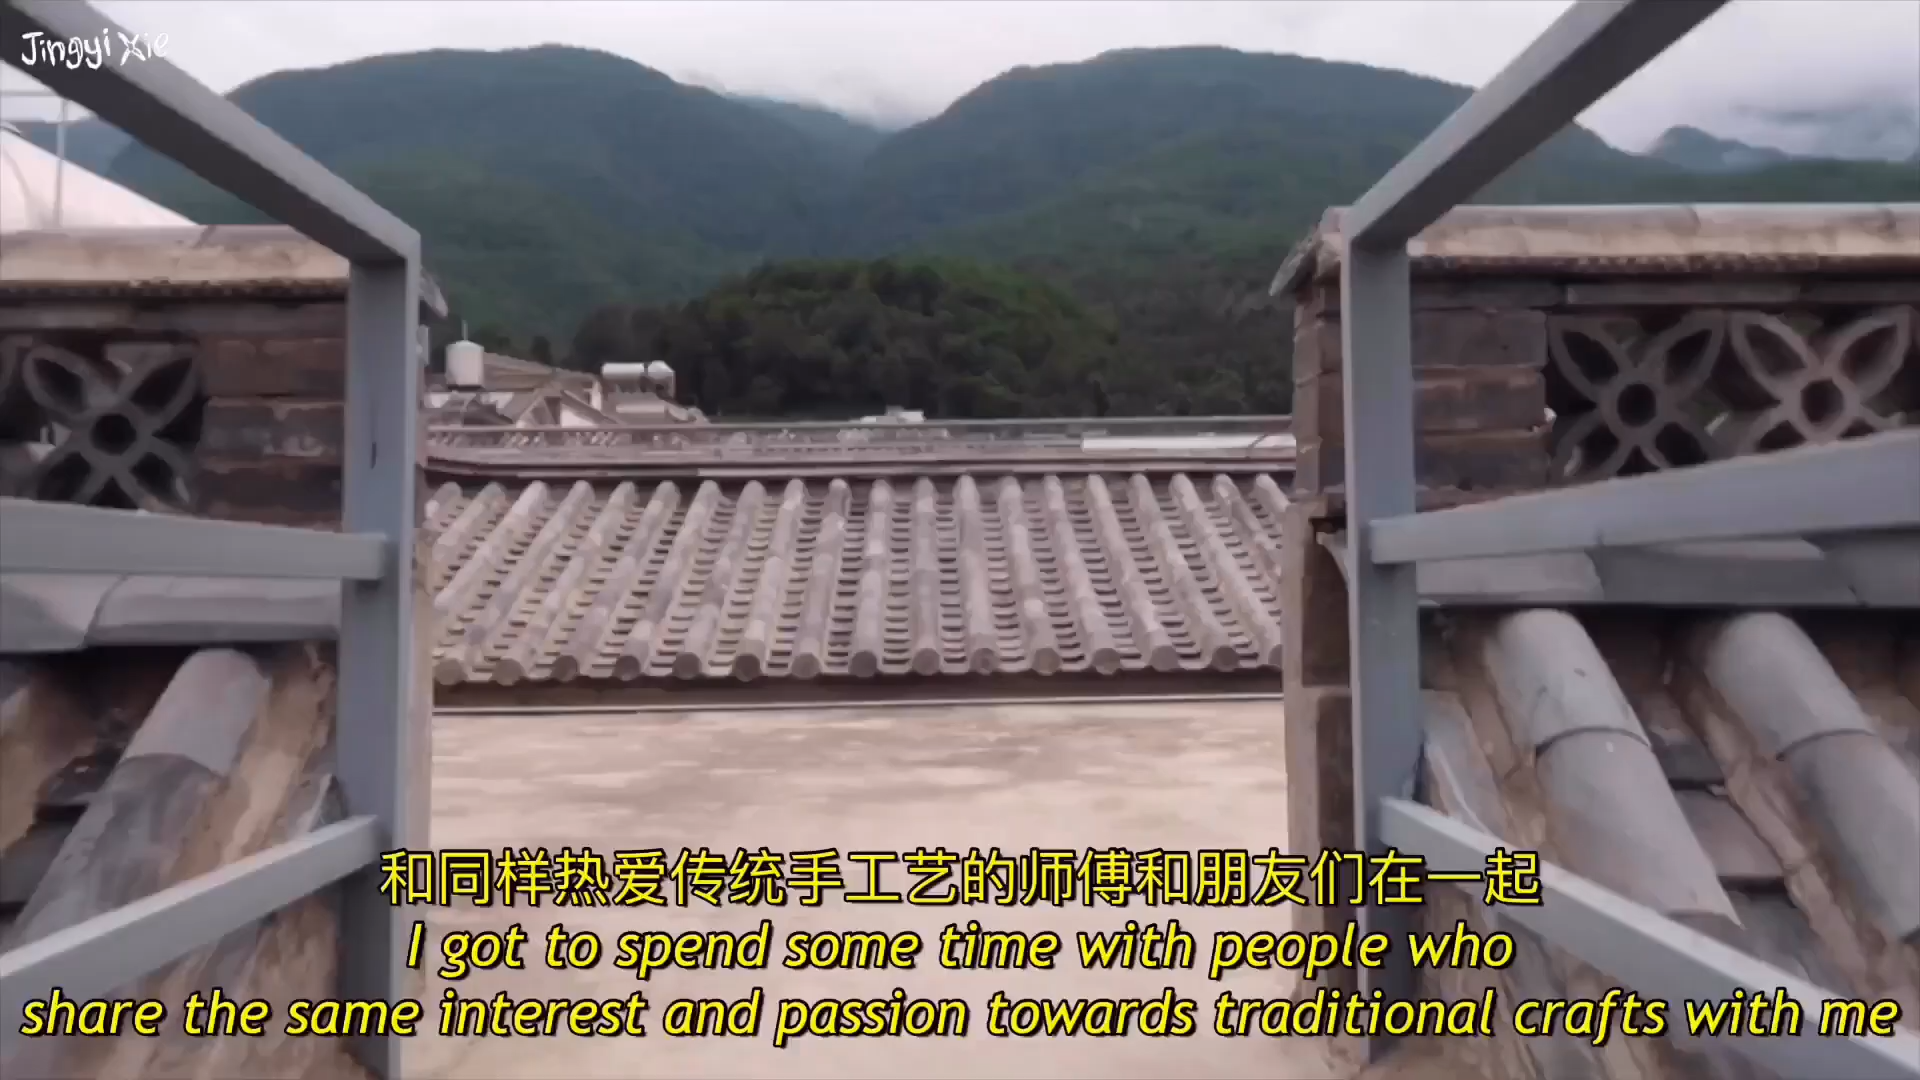 Jingyi Xie
和同样热爱传统手工艺的师傅和朋友们在一起
I got to spend some time with people who
share the same interest and passion towards traditional crafts with me